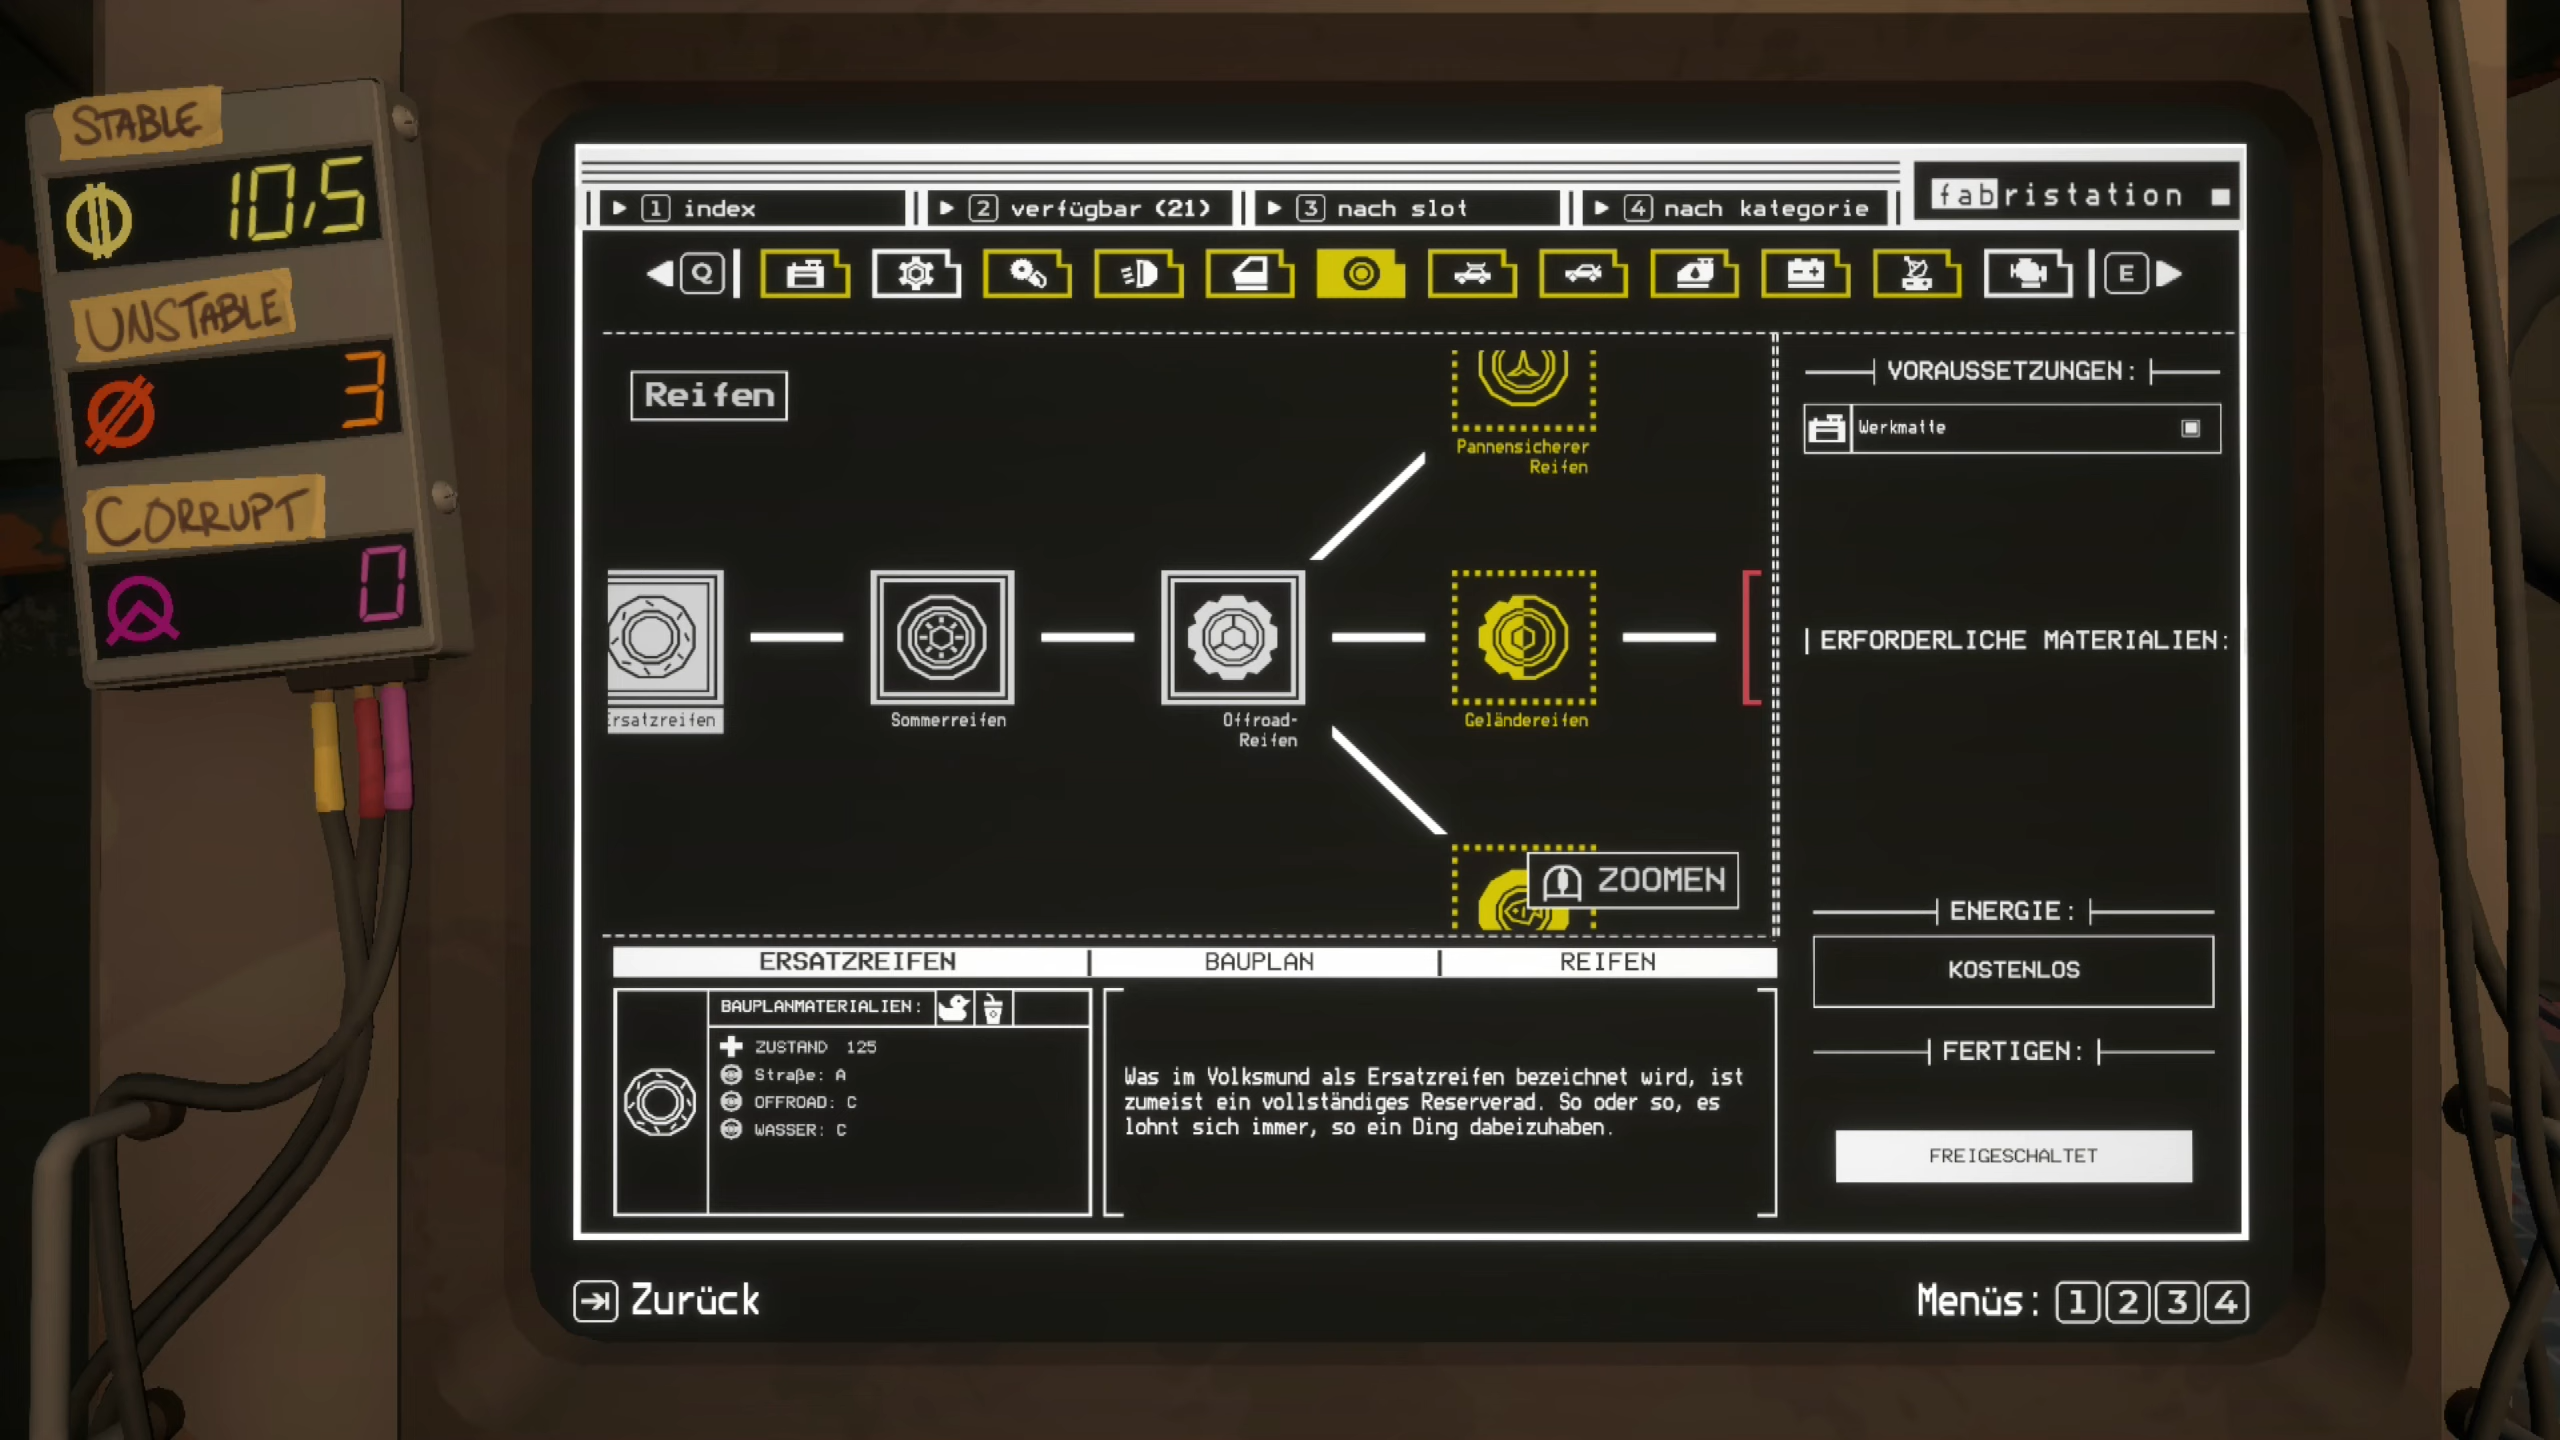 STABLE
10,5
UNSTABLE
3
CORRUPT
0
fabristation
1 index
2 verfügbar (21)
3 nach slot
4 nach kategorie
Q
E
Reifen
Pannensicherer
Reifen
Ersatzreifen
Sommerreifen
Offroad-
Reifen
Geländereifen
ZOOMEN
VORAUSSETZUNGEN:
Werkmatte
ERFORDERLICHE MATERIALIEN:
ENERGIE:
KOSTENLOS
FERTIGEN:
FREIGESCHALTET
ERSATZREIFEN
BAUPLAN
REIFEN
BAUPLANMATERIALIEN:
ZUSTAND 125
Straße: A
OFFROAD: C
WASSER: C
Was im Volksmund als Ersatzreifen bezeichnet wird, ist
zumeist ein vollständiges Reserverad. So oder so, es
lohnt sich immer, so ein Ding dabeizuhaben.
Zurück
Menüs: 1 2 3 4